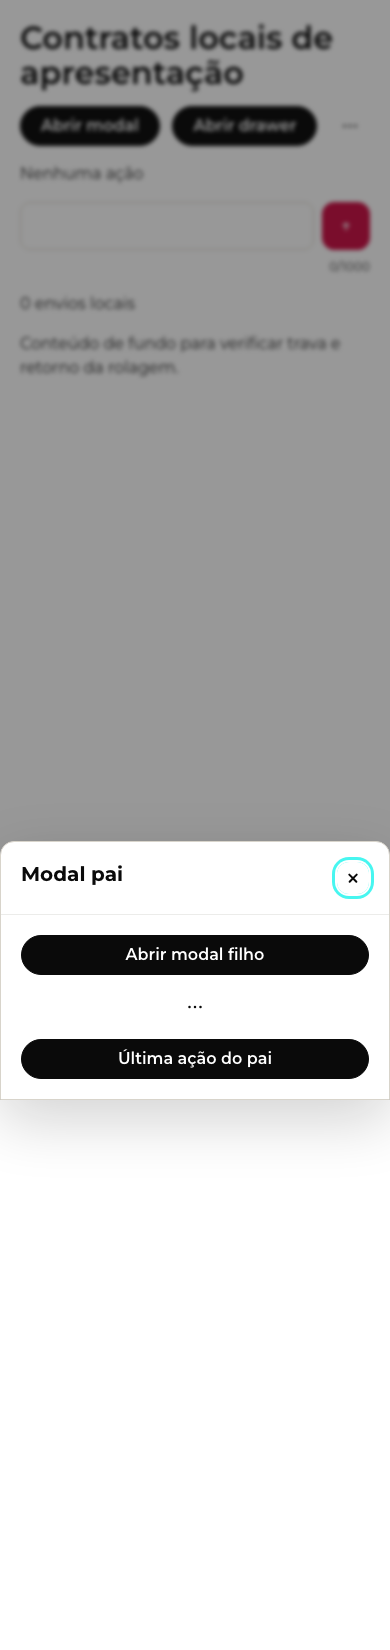 Contratos locais de
apresentação
Abrir modal
Abrir drawer
...
Nenhuma ação
0/1000
0 envios locais
Conteúdo de fundo para verificar trava e
retorno da rolagem.
Modal pai
×
Abrir modal filho
...
Última ação do pai